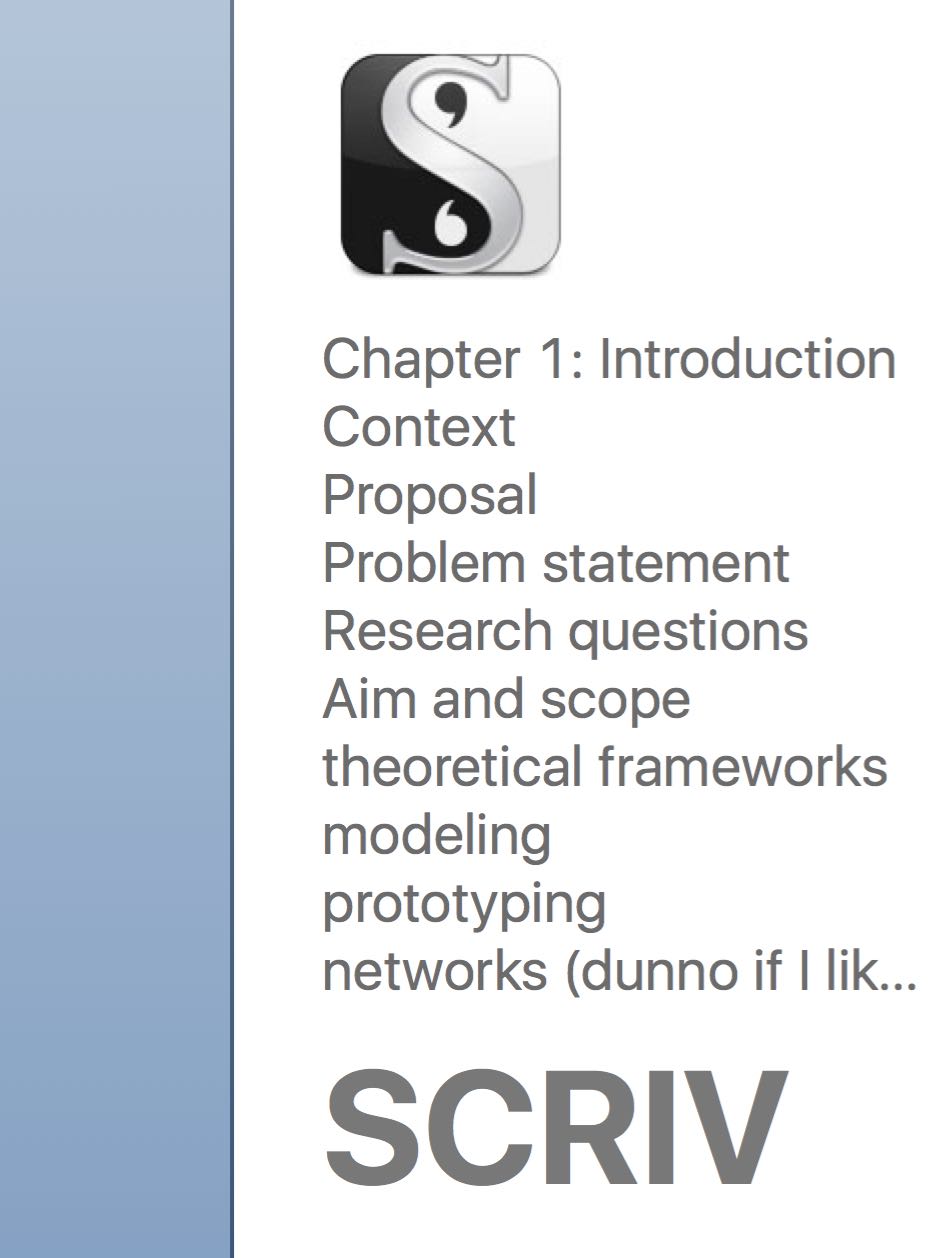 Chapter 1: Introduction
Context
Proposal
Problem statement
Research questions
Aim and scope
theoretical frameworks
modeling
prototyping
networks (dunno if I lik...
SCRIV